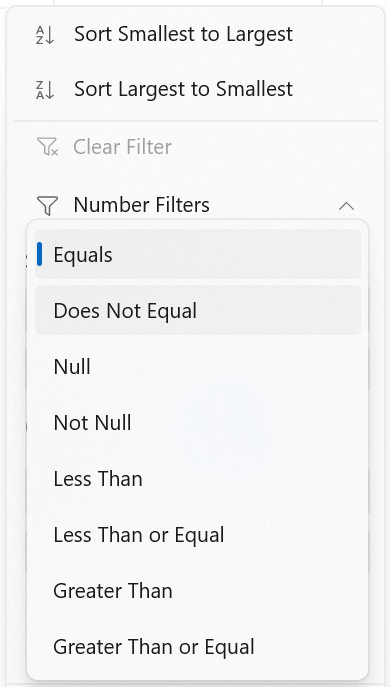 Sort Smallest to Largest
Sort Largest to Smallest
Clear Filter
Number Filters
Equals
Does Not Equal
Null
Not Null
Less Than
Less Than or Equal
Greater Than
Greater Than or Equal